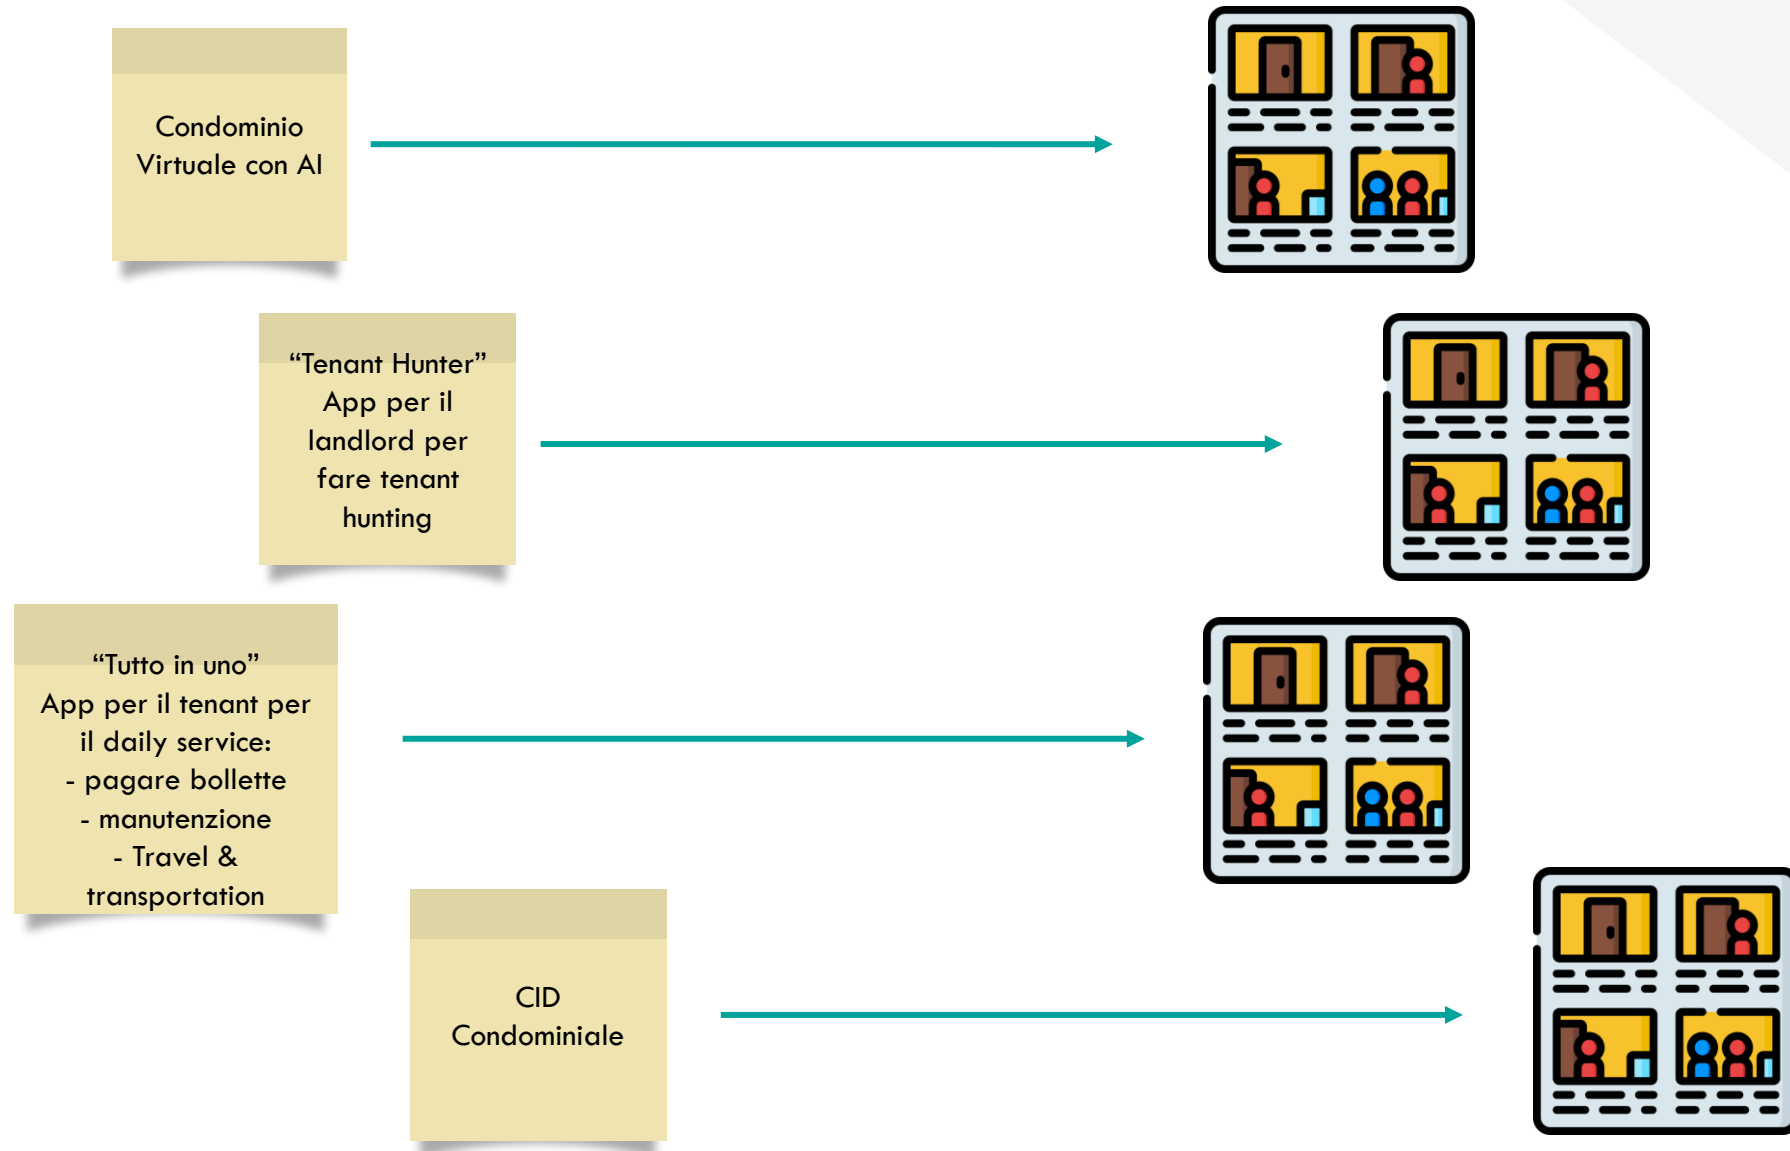 Condominio
Virtuale con AI
“Tenant Hunter”
App per il
landlord per
fare tenant
hunting
“Tutto in uno”
App per il tenant per
il daily service:
- pagare bollette
- manutenzione
- Travel &
transportation
CID
Condominiale